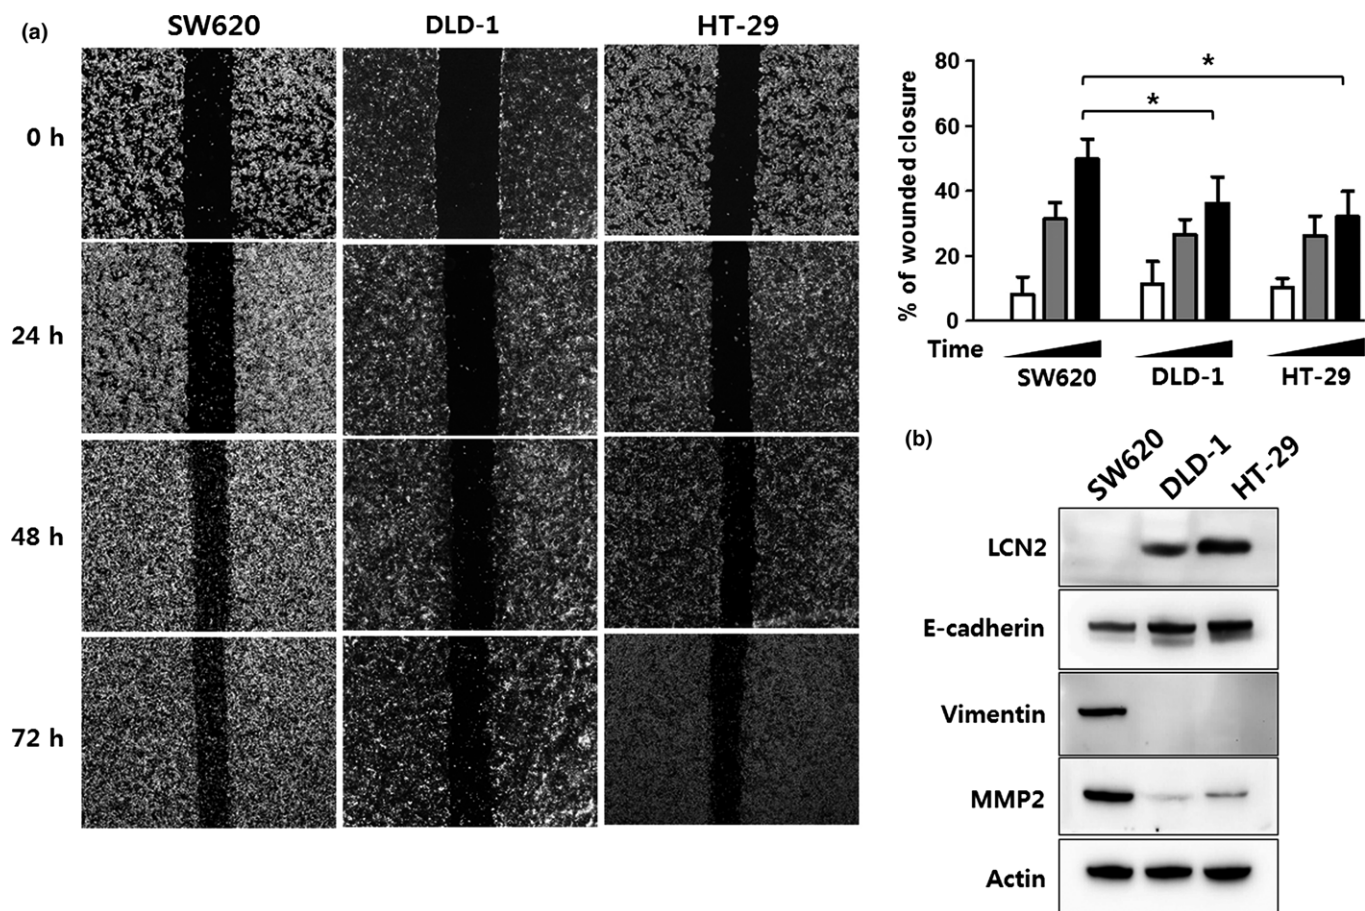 (a)
SW620 DLD-1 HT-29
0 h
24 h
48 h
72 h
% of wounded closure
80
60
40
20
0
*
*
Time
SW620 DLD-1 HT-29
(b)
SW620 DLD-1 HT-29
LCN2
E-cadherin
Vimentin
MMP2
Actin